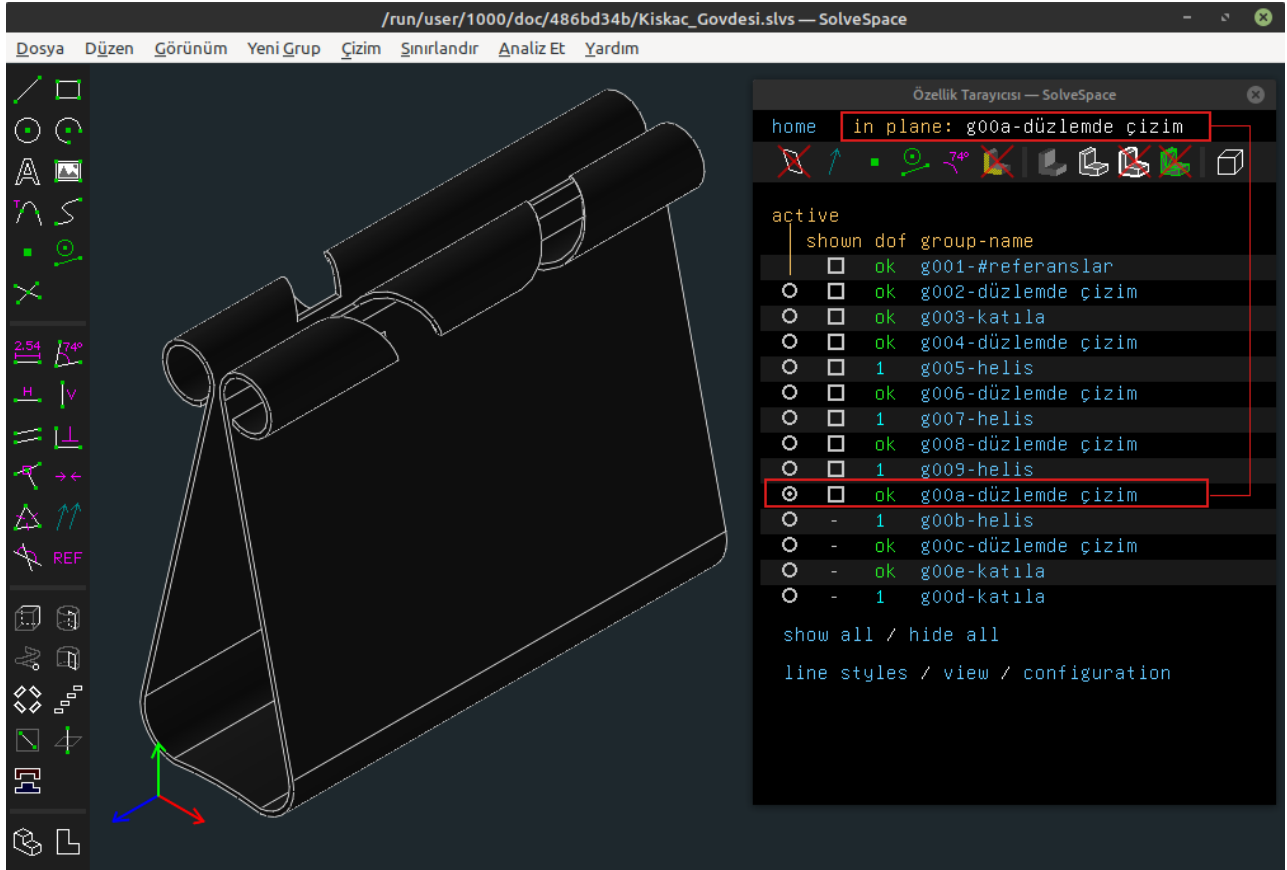 /run/user/1000/doc/486bd34b/Kiskac_Govdesi.slvs — SolveSpace
Dosya Düzen Görünüm Yeni Grup Çizim Sınırlandır Analiz Et Yardım
Özellik Tarayıcısı — SolveSpace
home in plane: g00a-düzlemde çizim
74°
active
shown dof group-name
ok g001-#referanslar
ok g002-düzlemde çizim
ok g003-katıla
ok g004-düzlemde çizim
1 g005-helis
ok g006-düzlemde çizim
1 g007-helis
ok g008-düzlemde çizim
1 g009-helis
ok g00a-düzlemde çizim
- 1 g00b-helis
- ok g00c-düzlemde çizim
- ok g00e-katıla
- 1 g00d-katıla
show all / hide all
line styles / view / configuration
A
T
2.54 74°
H V
REF